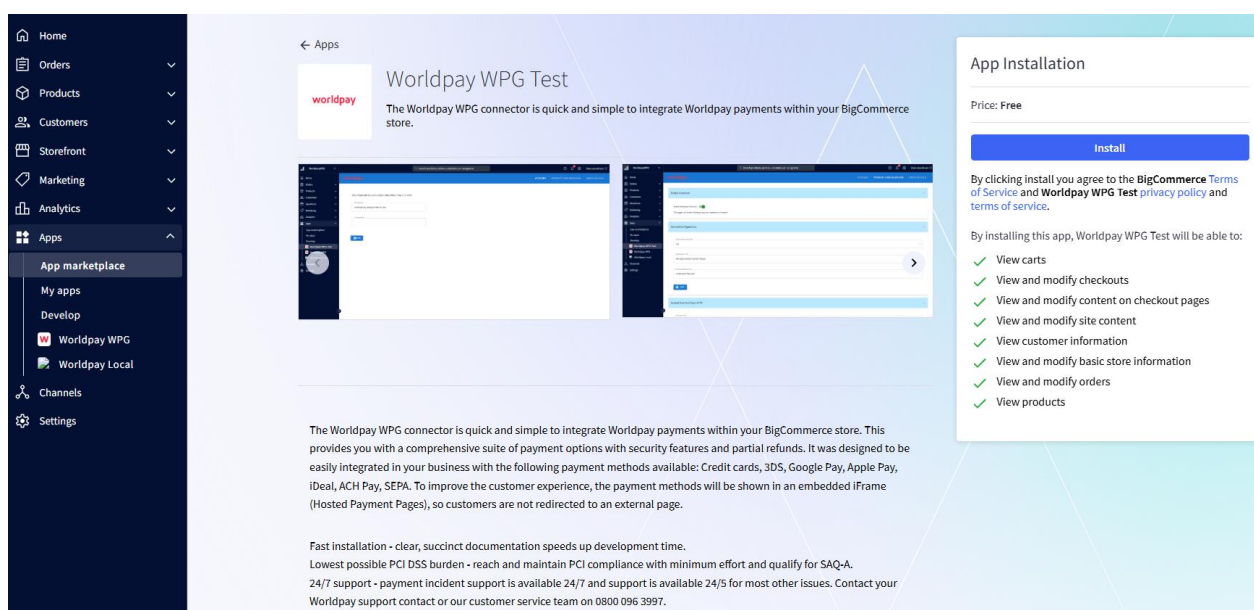 Home
Orders
Products
Customers
Storefront
Marketing
Analytics
Apps
App marketplace
My apps
Develop
W Worldpay WPG
Worldpay Local
Channels
Settings
← Apps
worldpay
Worldpay WPG Test
The Worldpay WPG connector is quick and simple to integrate Worldpay payments within your BigCommerce
store.
The Worldpay WPG connector is quick and simple to integrate Worldpay payments within your BigCommerce store. This
provides you with a comprehensive suite of payment options with security features and partial refunds. It was designed to be
easily integrated in your business with the following payment methods available: Credit cards, 3DS, Google Pay, Apple Pay,
iDeal, ACH Pay, SEPA. To improve the customer experience, the payment methods will be shown in an embedded iFrame
(Hosted Payment Pages), so customers are not redirected to an external page.
Fast installation - clear, succinct documentation speeds up development time.
Lowest possible PCI DSS burden - reach and maintain PCI compliance with minimum effort and qualify for SAQ-A.
24/7 support - payment incident support is available 24/7 and support is available 24/5 for most other issues. Contact your
Worldpay support contact or our customer service team on 0800 096 3997.
App Installation
Price: Free
Install
By clicking install you agree to the BigCommerce Terms
of Service and Worldpay WPG Test privacy policy and
terms of service.
By installing this app, Worldpay WPG Test will be able to:
View carts
View and modify checkouts
View and modify content on checkout pages
View and modify site content
View customer information
View and modify basic store information
View and modify orders
View products